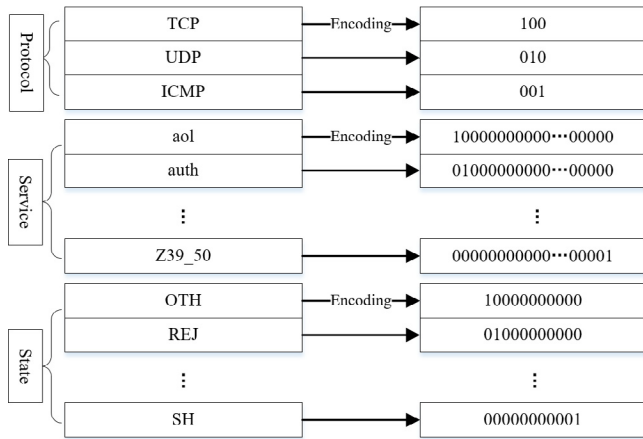 Protocol
TCP Encoding 100
UDP 010
ICMP 001
Service
aol Encoding 10000000000⋯00000
auth 01000000000⋯00000
⋮ ⋮
Z39_50 00000000000⋯00001
State
OTH Encoding 10000000000
REJ 01000000000
⋮ ⋮
SH 00000000001